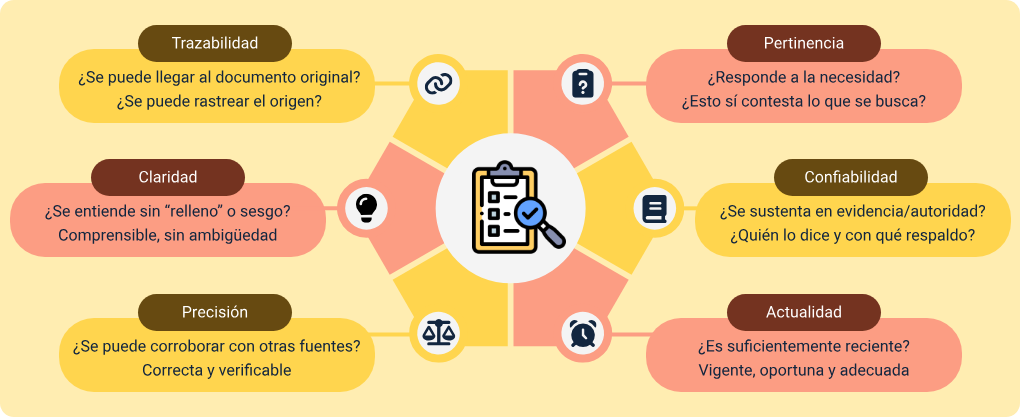 Trazabilidad
¿Se puede llegar al documento original?
¿Se puede rastrear el origen?
Pertinencia
¿Responde a la necesidad?
¿Esto sí contesta lo que se busca?
Claridad
¿Se entiende sin “relleno” o sesgo?
Comprensible, sin ambigüedad
Confiabilidad
¿Se sustenta en evidencia/autoridad?
¿Quién lo dice y con qué respaldo?
Precisión
¿Se puede corroborar con otras fuentes?
Correcta y verificable
Actualidad
¿Es suficientemente reciente?
Vigente, oportuna y adecuada